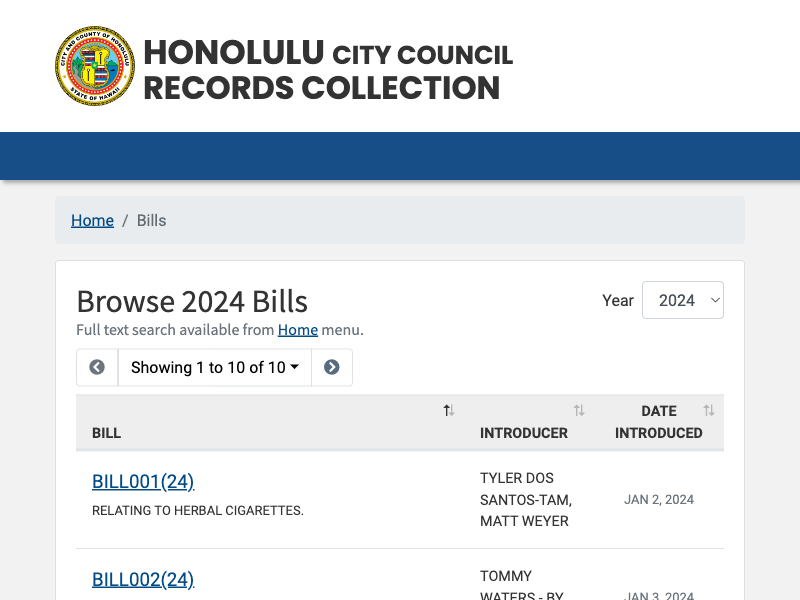 CITY AND COUNTY OF HONOLULU
STATE OF HAWAII
HONOLULU CITY COUNCIL
RECORDS COLLECTION
Home / Bills
Browse 2024 Bills
Year 2024
Full text search available from Home menu.
Showing 1 to 10 of 10
BILL
INTRODUCER
DATE
INTRODUCED
BILL001(24)
RELATING TO HERBAL CIGARETTES.
TYLER DOS
SANTOS-TAM,
MATT WEYER
JAN 2, 2024
BILL002(24)
TOMMY
WATERS - BY
JAN 3, 2024